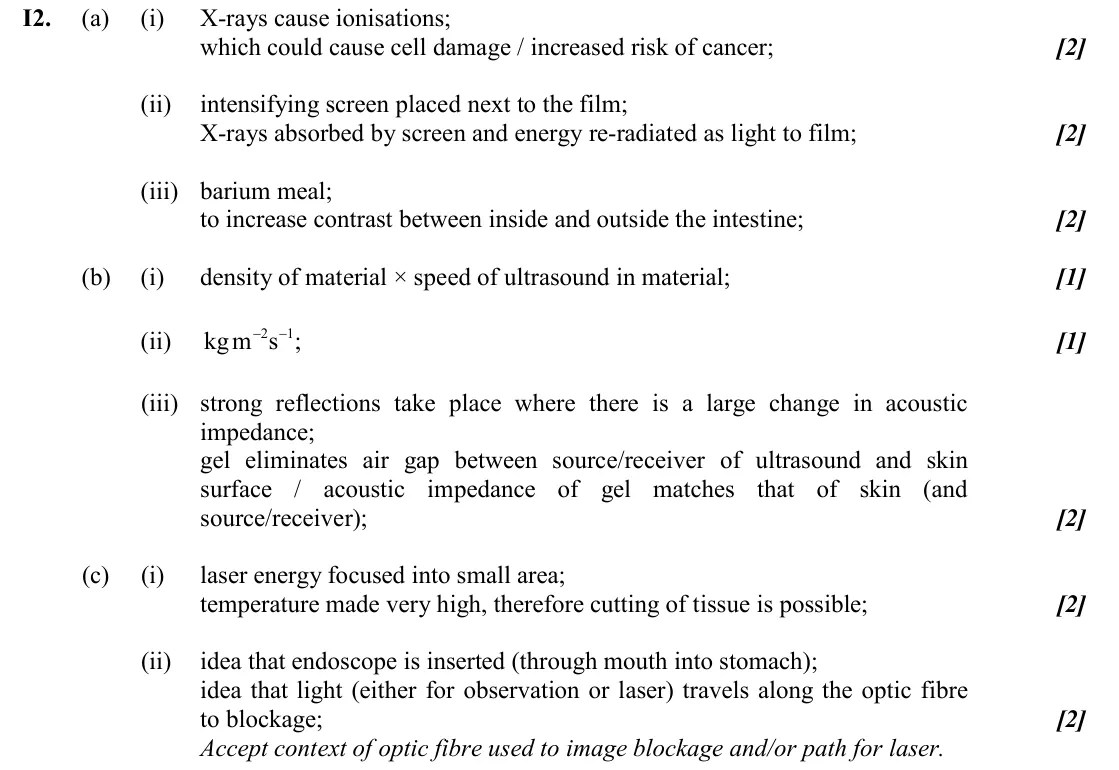 I2. (a) (i) X-rays cause ionisations;
which could cause cell damage / increased risk of cancer; [2]
(ii) intensifying screen placed next to the film;
X-rays absorbed by screen and energy re-radiated as light to film; [2]
(iii) barium meal;
to increase contrast between inside and outside the intestine; [2]
(b) (i) density of material × speed of ultrasound in material; [1]
(ii) kg m⁻² s⁻¹; [1]
(iii) strong reflections take place where there is a large change in acoustic
impedance;
gel eliminates air gap between source/receiver of ultrasound and skin
surface / acoustic impedance of gel matches that of skin (and
source/receiver); [2]
(c) (i) laser energy focused into small area;
temperature made very high, therefore cutting of tissue is possible; [2]
(ii) idea that endoscope is inserted (through mouth into stomach);
idea that light (either for observation or laser) travels along the optic fibre
to blockage; [2]
Accept context of optic fibre used to image blockage and/or path for laser.